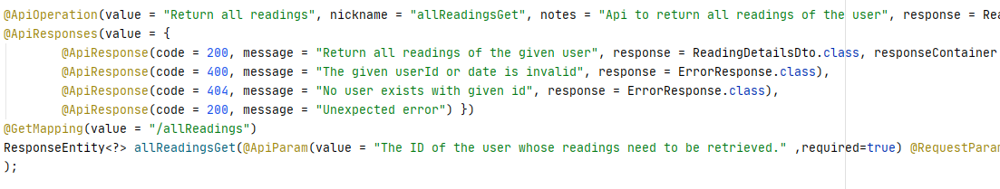 @ApiOperation(value = "Return all readings", nickname = "allReadingsGet", notes = "Api to return all readings of the user", response = Rea
@ApiResponses(value = {
@ApiResponse(code = 200, message = "Return all readings of the given user", response = ReadingDetailsDto.class, responseContainer
@ApiResponse(code = 400, message = "The given userId or date is invalid", response = ErrorResponse.class),
@ApiResponse(code = 404, message = "No user exists with given id", response = ErrorResponse.class),
@ApiResponse(code = 200, message = "Unexpected error") })
@GetMapping(value = "/allReadings")
ResponseEntity<?> allReadingsGet(@ApiParam(value = "The ID of the user whose readings need to be retrieved." ,required=true) @RequestParam
);